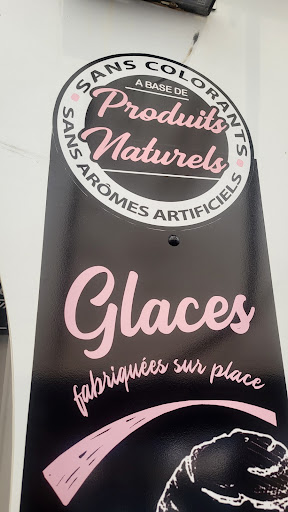 SANS COLORANTS
A BASE DE
Produits
Naturels
SANS ARÔMES ARTIFICIELS
Glaces
fabriquées sur place